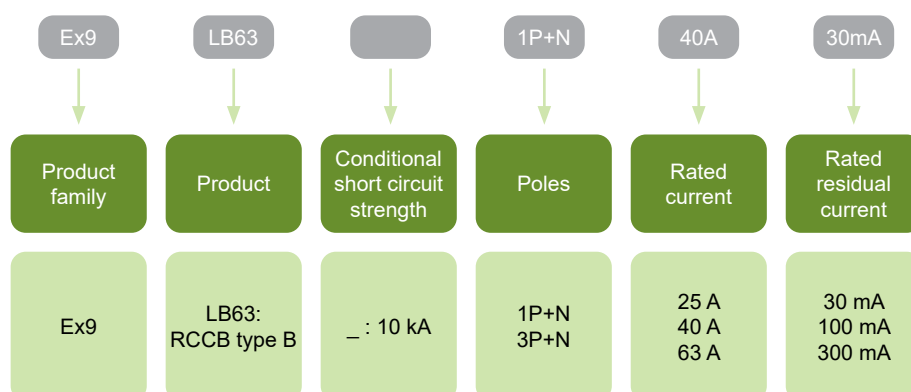 Ex9
LB63
1P+N
40A
30mA
Product
family
Product
Conditional
short circuit
strength
Poles
Rated
current
Rated
residual
current
Ex9
LB63:
RCCB type B
_ : 10 kA
1P+N
3P+N
25 A
40 A
63 A
30 mA
100 mA
300 mA